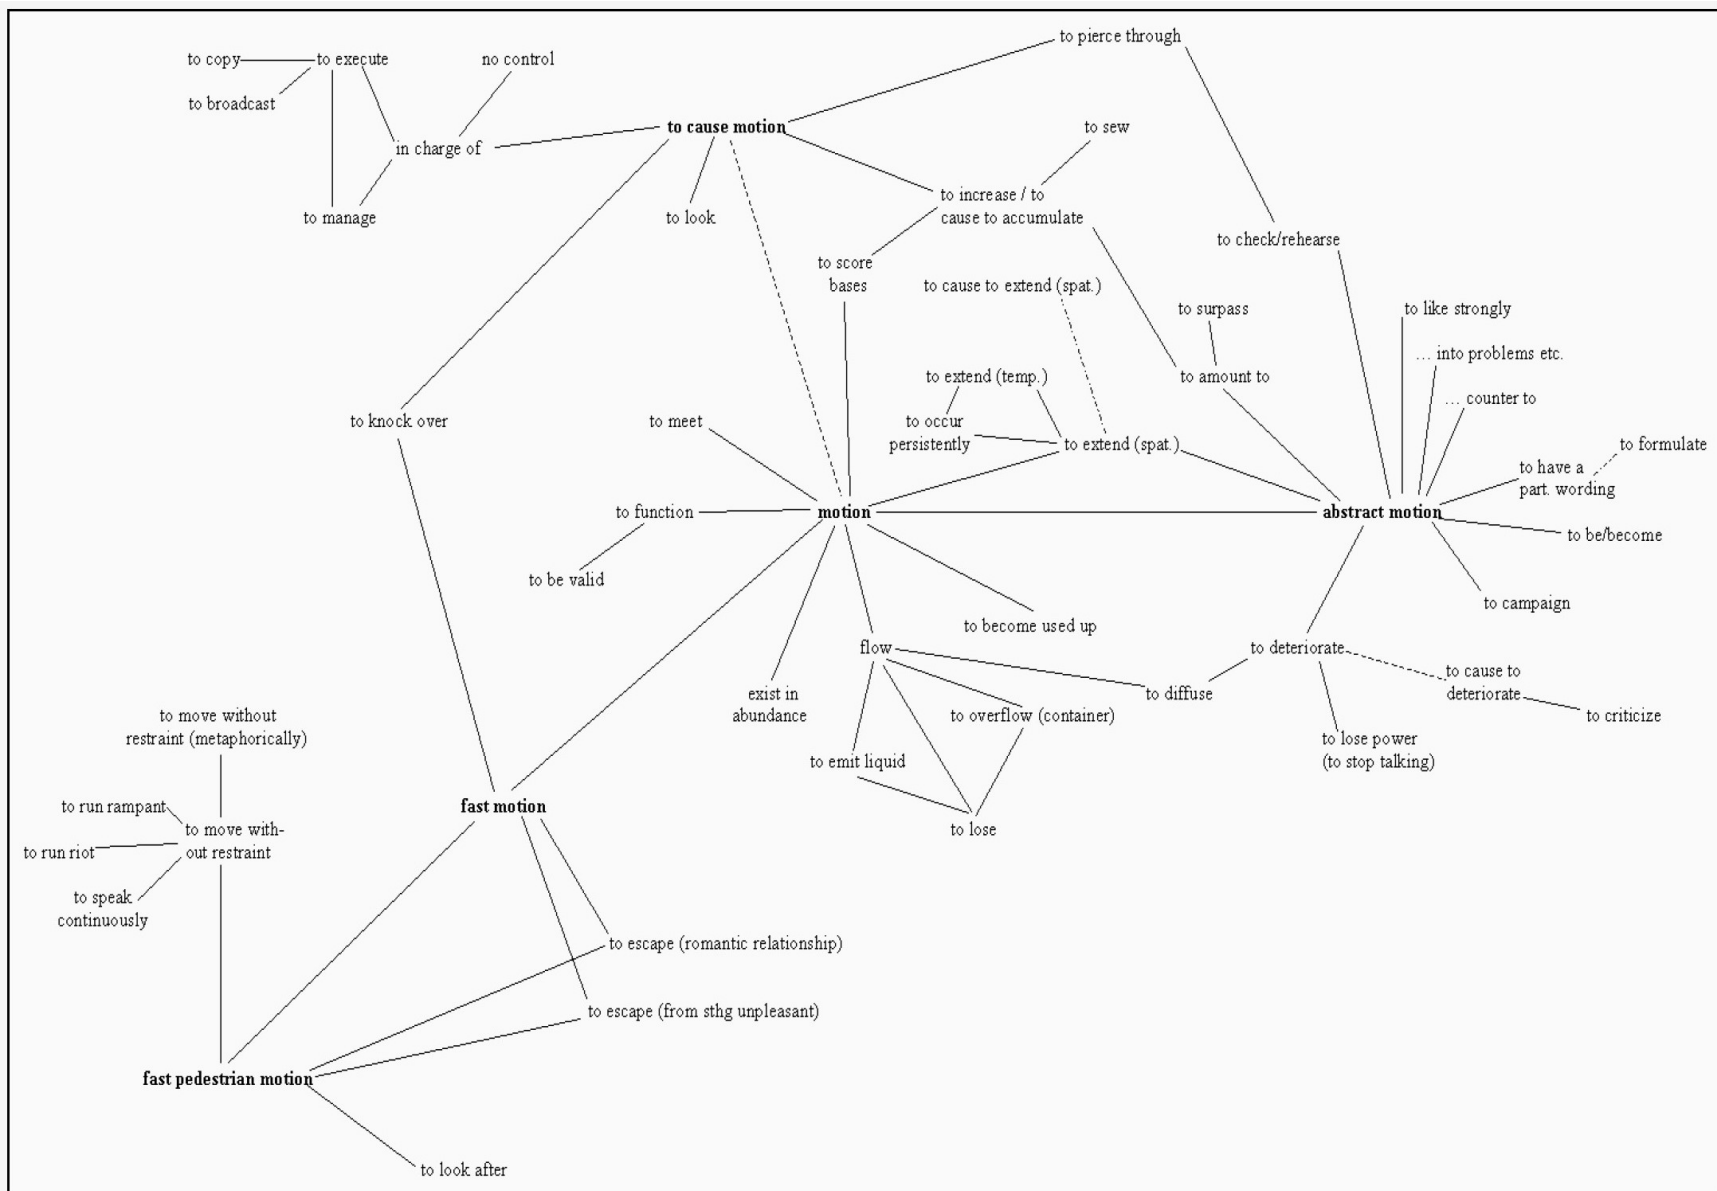 to pierce through
to copy
to execute
no control
to broadcast
to cause motion
to sew
in charge of
to increase / to
cause to accumulate
to manage
to look
to check/rehearse
to score
bases
to cause to extend (spat.)
to surpass
to like strongly
... into problems etc.
to extend (temp.)
to amount to
... counter to
to knock over
to meet
to occur
persistently
to extend (spat.)
to formulate
to have a
part. wording
to function
motion
abstract motion
to be/become
to be valid
to campaign
to become used up
flow
to deteriorate
to cause to
deteriorate
exist in
abundance
to diffuse
to move without
restraint (metaphorically)
to overflow (container)
to criticize
to lose power
(to stop talking)
to emit liquid
to run rampant
fast motion
to move with-
out restraint
to lose
to run riot
to speak
continuously
to escape (romantic relationship)
to escape (from sthg unpleasant)
fast pedestrian motion
to look after